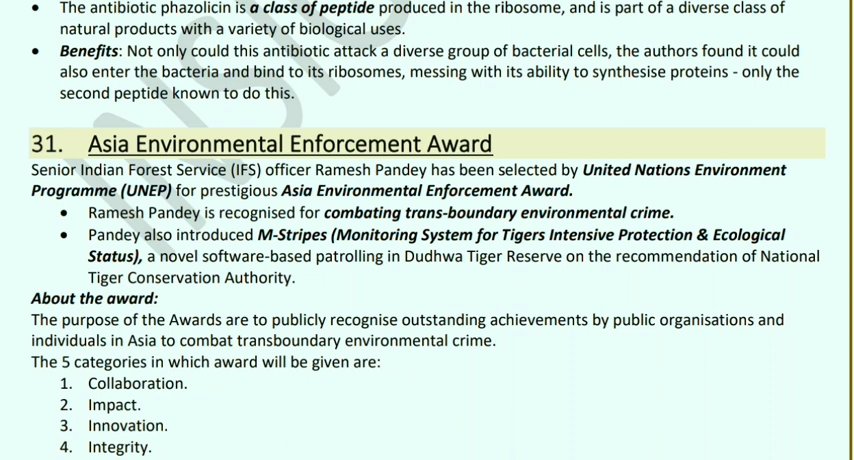 • The antibiotic phazolicin is a class of peptide produced in the ribosome, and is part of a diverse class of
natural products with a variety of biological uses.
• Benefits: Not only could this antibiotic attack a diverse group of bacterial cells, the authors found it could
also enter the bacteria and bind to its ribosomes, messing with its ability to synthesise proteins - only the
second peptide known to do this.
31. Asia Environmental Enforcement Award
Senior Indian Forest Service (IFS) officer Ramesh Pandey has been selected by United Nations Environment
Programme (UNEP) for prestigious Asia Environmental Enforcement Award.
• Ramesh Pandey is recognised for combating trans-boundary environmental crime.
• Pandey also introduced M-Stripes (Monitoring System for Tigers Intensive Protection & Ecological
Status), a novel software-based patrolling in Dudhwa Tiger Reserve on the recommendation of National
Tiger Conservation Authority.
About the award:
The purpose of the Awards are to publicly recognise outstanding achievements by public organisations and
individuals in Asia to combat transboundary environmental crime.
The 5 categories in which award will be given are:
1. Collaboration.
2. Impact.
3. Innovation.
4. Integrity.